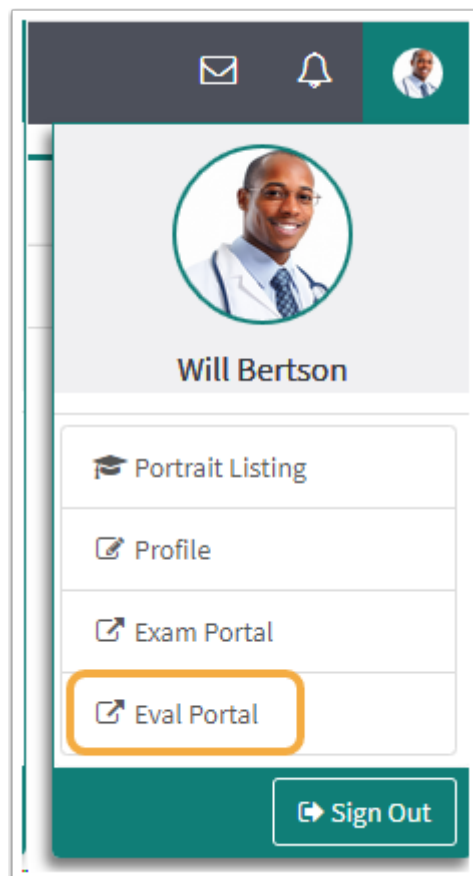 Will Bertson
Portrait Listing
Profile
Exam Portal
Eval Portal
Sign Out